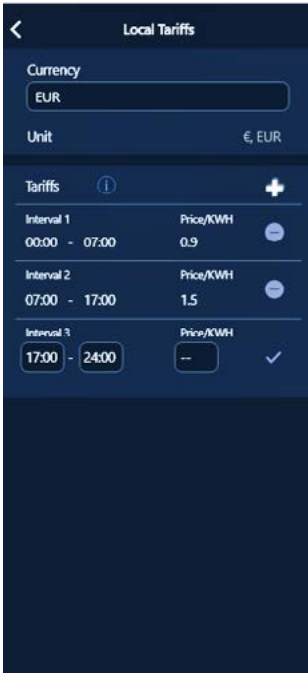 Local Tariffs
Currency
EUR
Unit €, EUR
Tariffs
Interval 1 Price/KWH
00:00 - 07:00 0.9
Interval 2 Price/KWH
07:00 - 17:00 1.5
Interval 3 Price/KWH
17:00 - 24:00 --